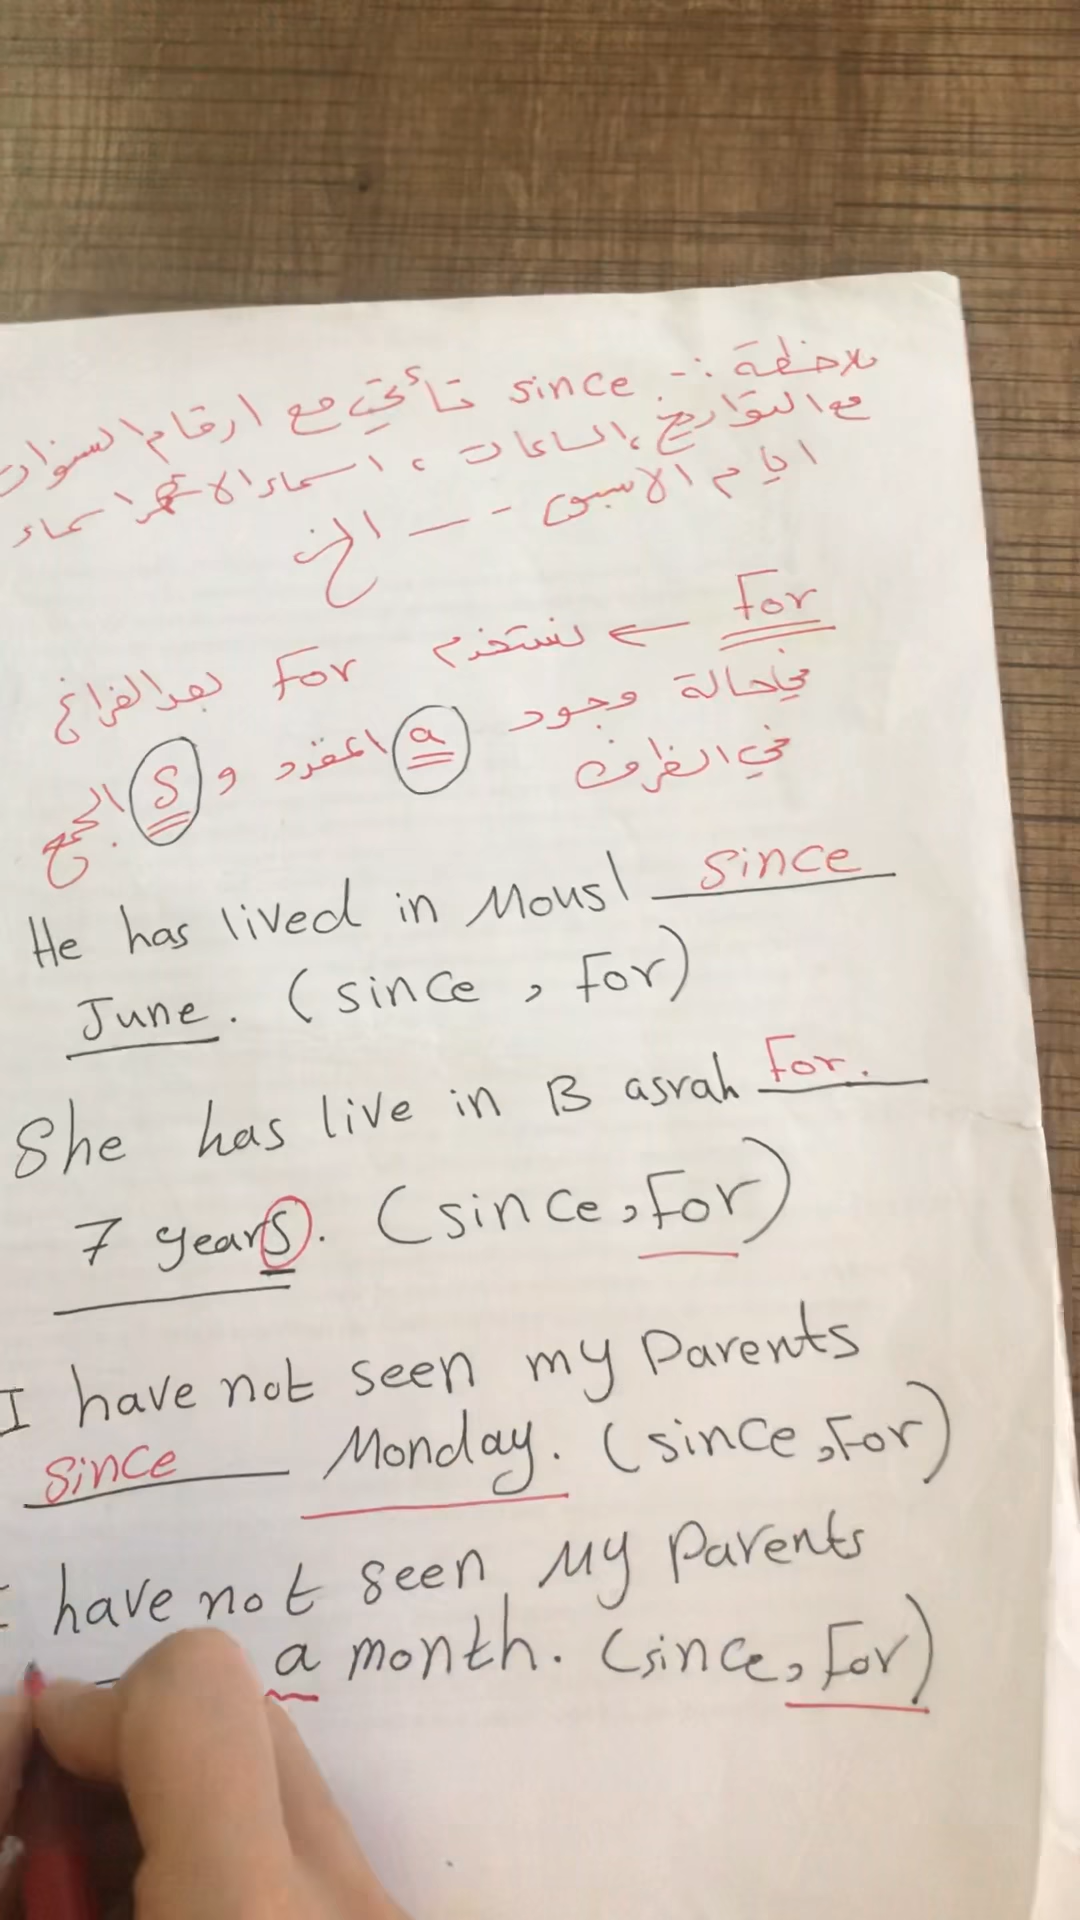 ملاحظة :- since تأتي مع ارقام السنوات
مع التواريخ ، الساعات ، اسماء الاشهر اسماء
ايام الاسبوع --- الخ
For ← نستخدم For بعد الفراغ
في حالة وجود a المفرد و S الجمع.
في الظرف
He has lived in Mousl since
June. (since , For)
She has live in Basrah For.
7 years. (since, For)
I have not seen my Parents
since Monday. (since, For)
I have not seen My Parents
a month. (since, For)